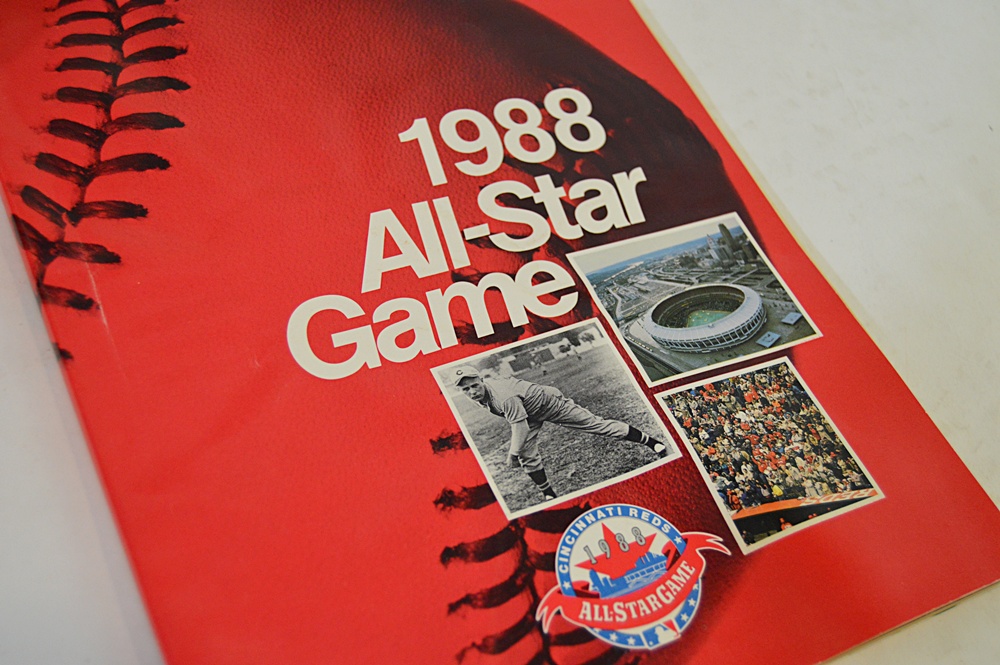 1988
All-Star
Game
CINCINNATI REDS
1988
ALL-STAR GAME
C